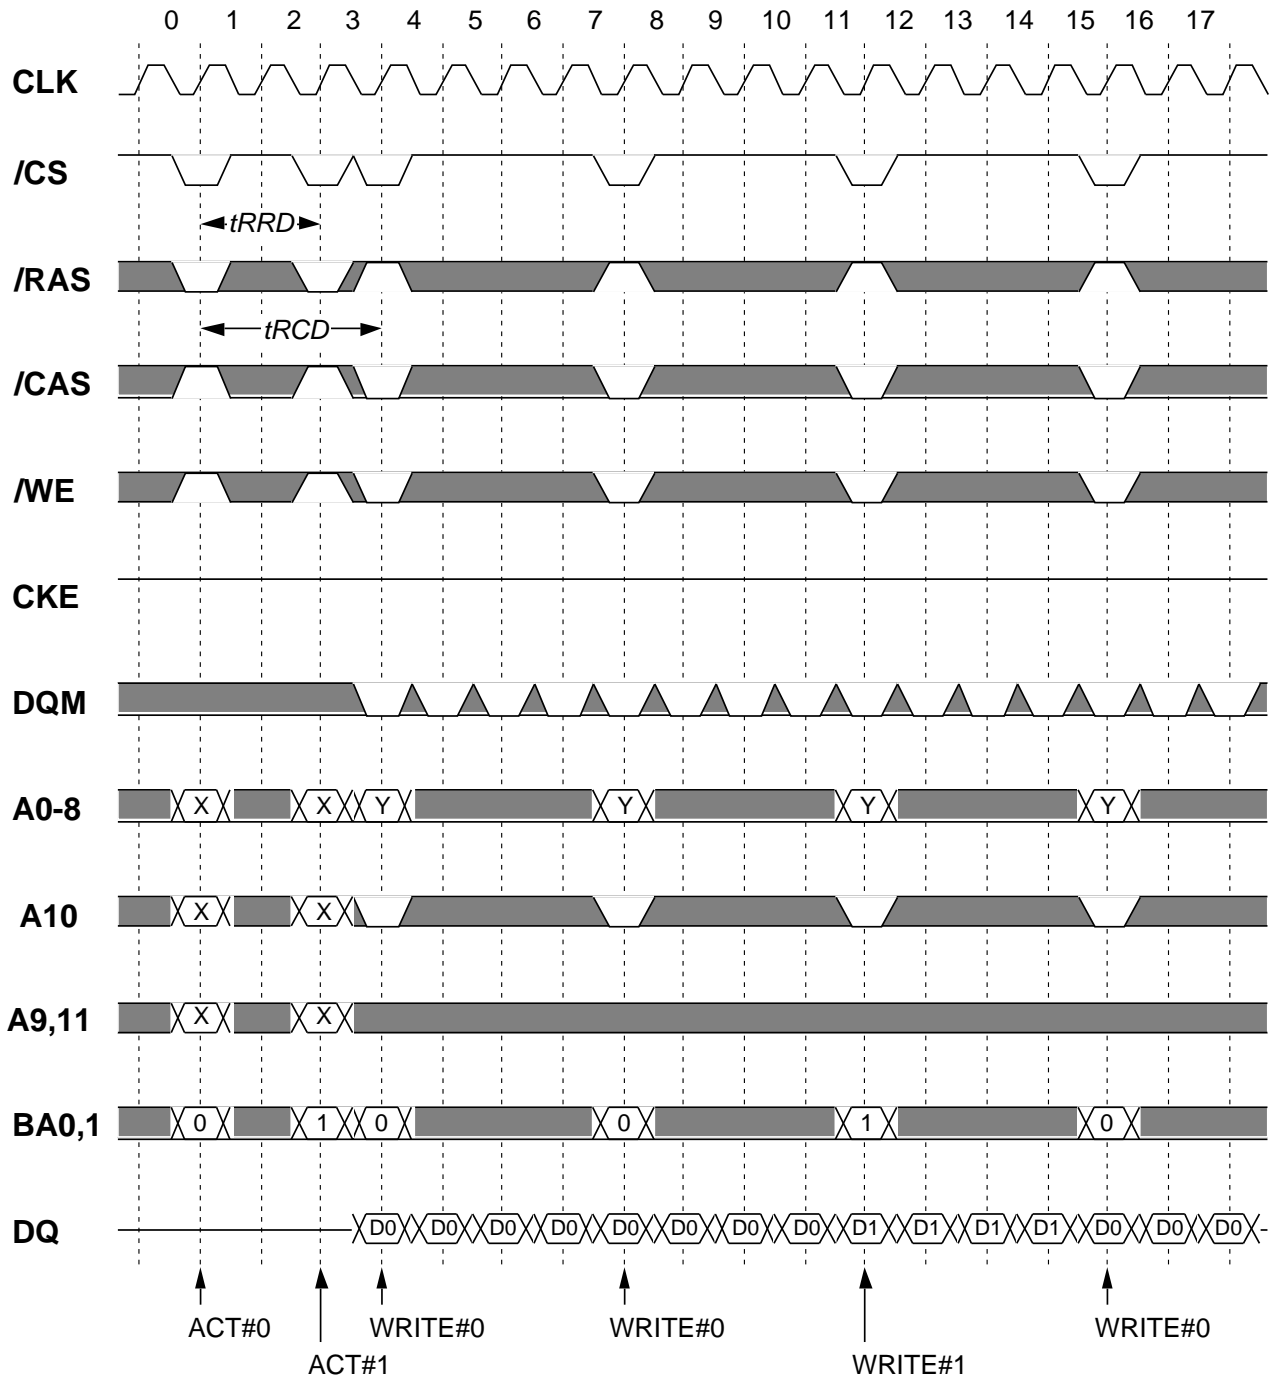 0 1 2 3 4 5 6 7 8 9 10 11 12 13 14 15 16 17
CLK
/CS
tRRD
/RAS
tRCD
/CAS
/WE
CKE
DQM
A0-8 X X Y Y Y Y
A10 X X
A9,11 X X
BA0,1 0 1 0 0 1 0
DQ D0 D0 D0 D0 D0 D0 D0 D0 D1 D1 D1 D1 D0 D0 D0
ACT#0 WRITE#0 WRITE#0 WRITE#0
ACT#1 WRITE#1